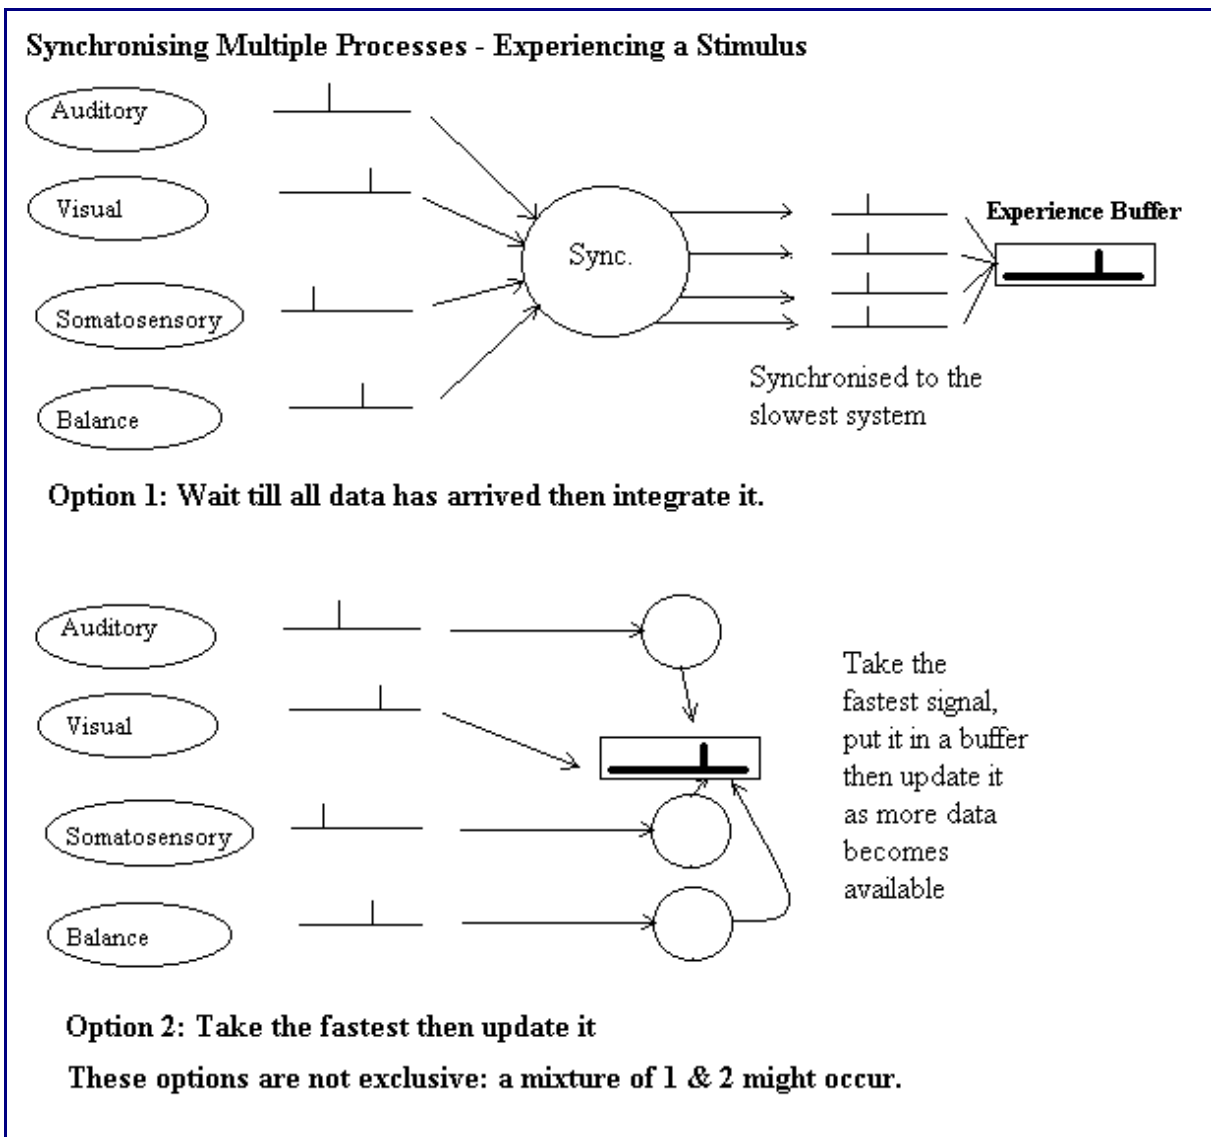 Synchronising Multiple Processes - Experiencing a Stimulus
Auditory
Visual
Somatosensory
Balance
Sync.
Experience Buffer
Synchronised to the
slowest system
Option 1: Wait till all data has arrived then integrate it.
Auditory
Visual
Somatosensory
Balance
Take the
fastest signal,
put it in a buffer
then update it
as more data
becomes
available
Option 2: Take the fastest then update it
These options are not exclusive: a mixture of 1 & 2 might occur.